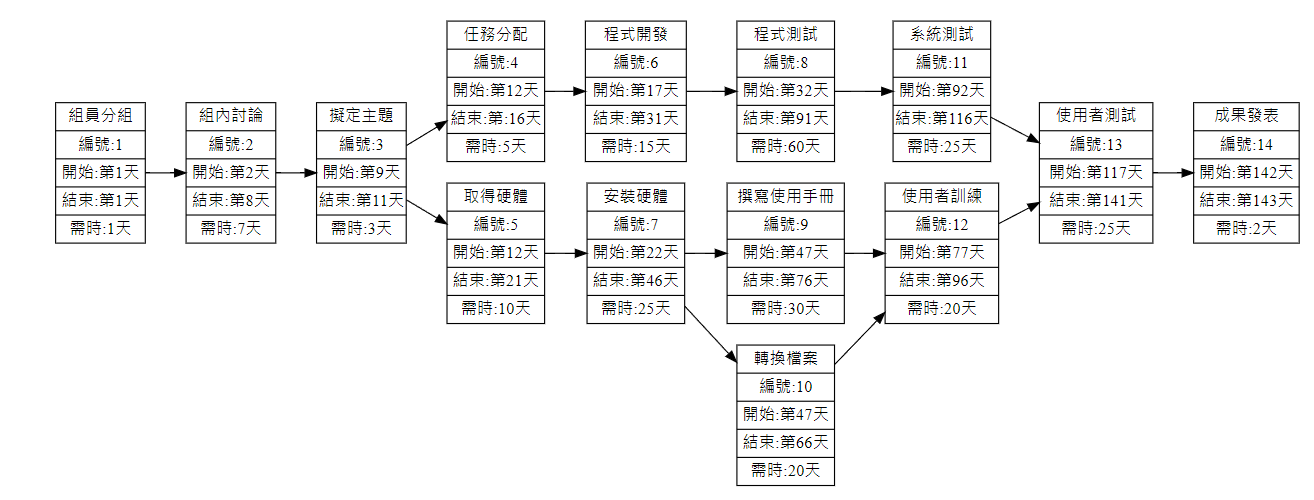 組員分組
編號:1
開始:第1天
結束:第1天
需時:1天
組內討論
編號:2
開始:第2天
結束:第8天
需時:7天
擬定主題
編號:3
開始:第9天
結束:第11天
需時:3天
任務分配
編號:4
開始:第12天
結束:第:16天
需時:5天
程式開發
編號:6
開始:第17天
結束:第31天
需時:15天
程式測試
編號:8
開始:第32天
結束:第91天
需時:60天
系統測試
編號:11
開始:第92天
結束:第116天
需時:25天
取得硬體
編號:5
開始:第12天
結束:第21天
需時:10天
安裝硬體
編號:7
開始:第22天
結束:第46天
需時:25天
撰寫使用手冊
編號:9
開始:第47天
結束:第76天
需時:30天
使用者訓練
編號:12
開始:第77天
結束:第96天
需時:20天
轉換檔案
編號:10
開始:第47天
結束:第66天
需時:20天
使用者測試
編號:13
開始:第117天
結束:第141天
需時:25天
成果發表
編號:14
開始:第142天
結束:第143天
需時:2天